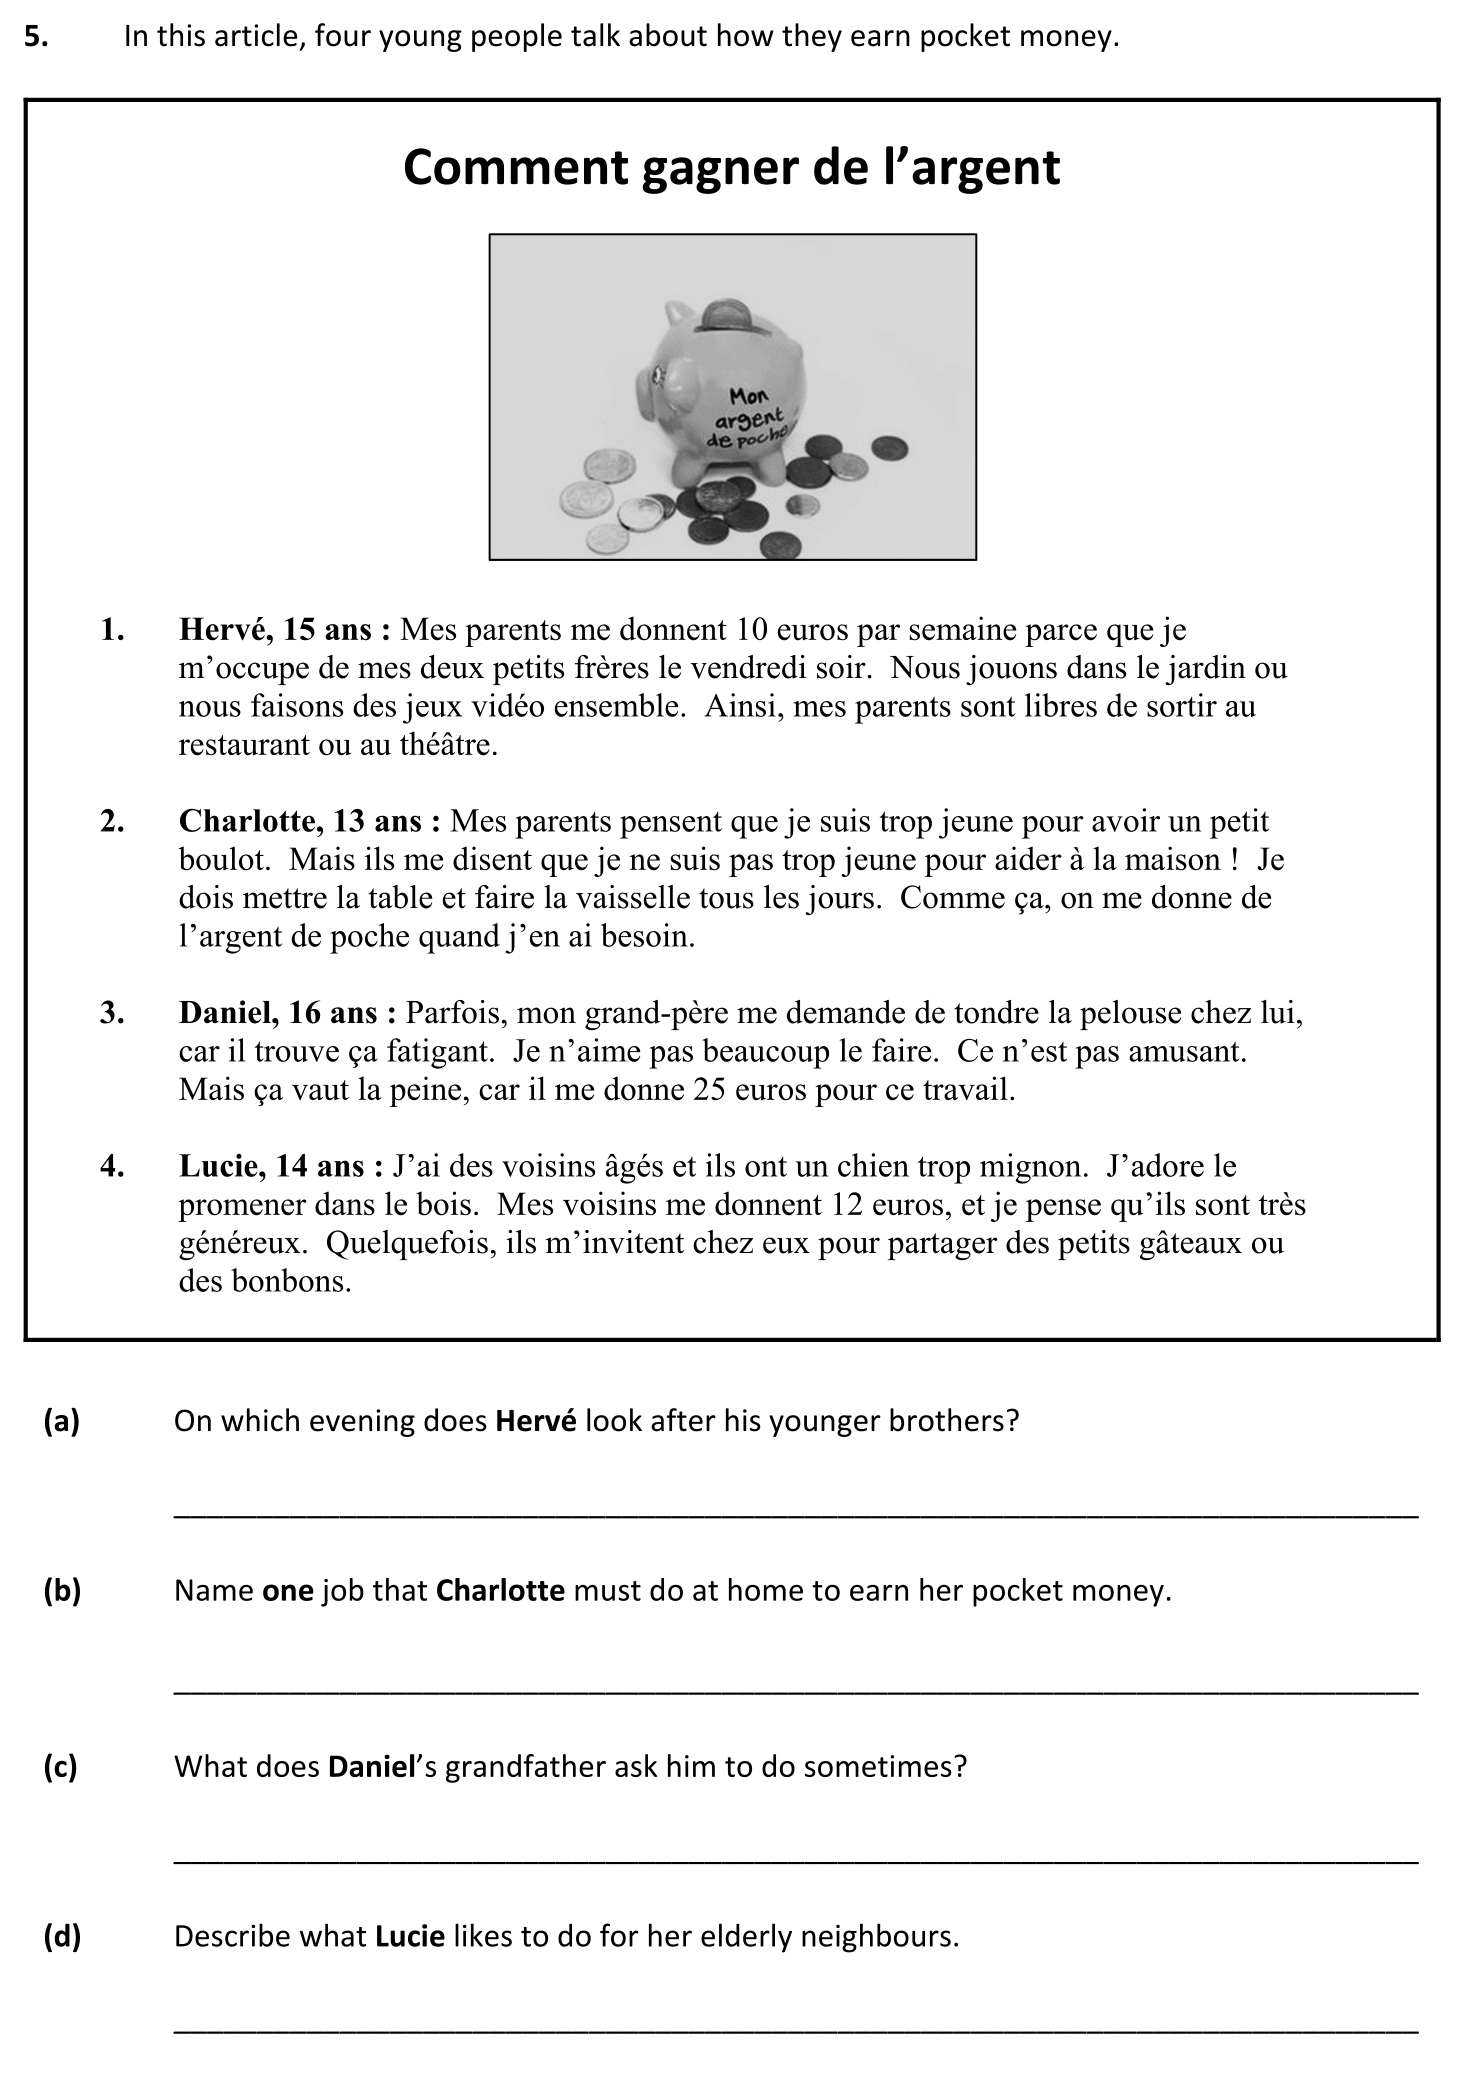 5. In this article, four young people talk about how they earn pocket money.
Comment gagner de l’argent
Mon
argent
de poche
1. Hervé, 15 ans : Mes parents me donnent 10 euros par semaine parce que je
m’occupe de mes deux petits frères le vendredi soir. Nous jouons dans le jardin ou
nous faisons des jeux vidéo ensemble. Ainsi, mes parents sont libres de sortir au
restaurant ou au théâtre.
2. Charlotte, 13 ans : Mes parents pensent que je suis trop jeune pour avoir un petit
boulot. Mais ils me disent que je ne suis pas trop jeune pour aider à la maison ! Je
dois mettre la table et faire la vaisselle tous les jours. Comme ça, on me donne de
l’argent de poche quand j’en ai besoin.
3. Daniel, 16 ans : Parfois, mon grand-père me demande de tondre la pelouse chez lui,
car il trouve ça fatigant. Je n’aime pas beaucoup le faire. Ce n’est pas amusant.
Mais ça vaut la peine, car il me donne 25 euros pour ce travail.
4. Lucie, 14 ans : J’ai des voisins âgés et ils ont un chien trop mignon. J’adore le
promener dans le bois. Mes voisins me donnent 12 euros, et je pense qu’ils sont très
généreux. Quelquefois, ils m’invitent chez eux pour partager des petits gâteaux ou
des bonbons.
(a) On which evening does Hervé look after his younger brothers?
(b) Name one job that Charlotte must do at home to earn her pocket money.
(c) What does Daniel’s grandfather ask him to do sometimes?
(d) Describe what Lucie likes to do for her elderly neighbours.